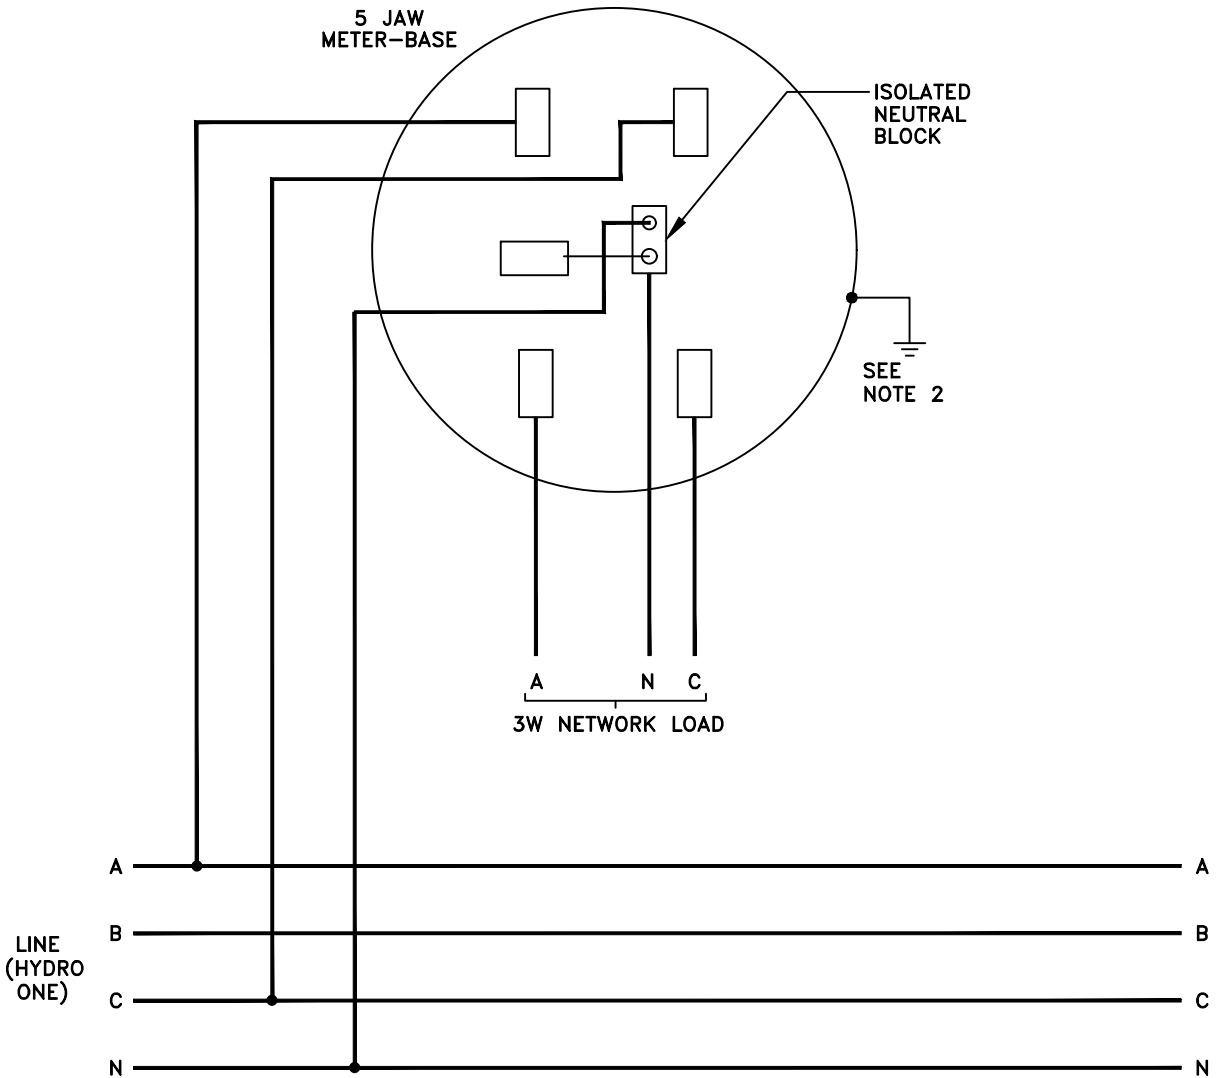 5 JAW
METER-BASE
ISOLATED
NEUTRAL
BLOCK
SEE
NOTE 2
A N C
3W NETWORK LOAD
A A
B B
LINE
(HYDRO
ONE)
C C
N N